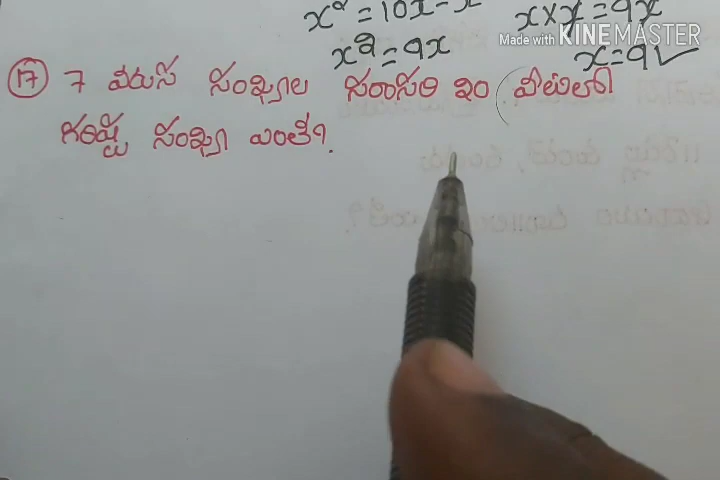 x² = 10x - x
x² = 9x
x × x = 9x
x = 9 ✓
Made with KINEMASTER
17 7 వరుస సంఖ్యల సరాసరి 20 వీటిలో
గరిష్ట సంఖ్య ఎంత?